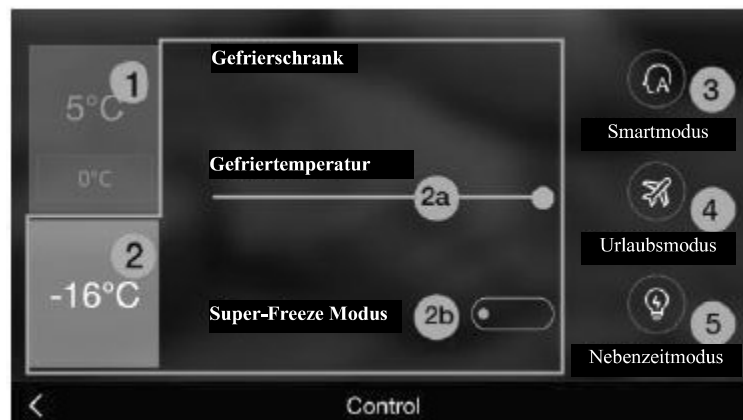 1
5°C
0°C
2
-16°C
Gefrierschrank
Gefriertemperatur
2a
Super-Freeze Modus
2b
A
3
Smartmodus
4
Urlaubsmodus
5
Nebenzeitmodus
< Control